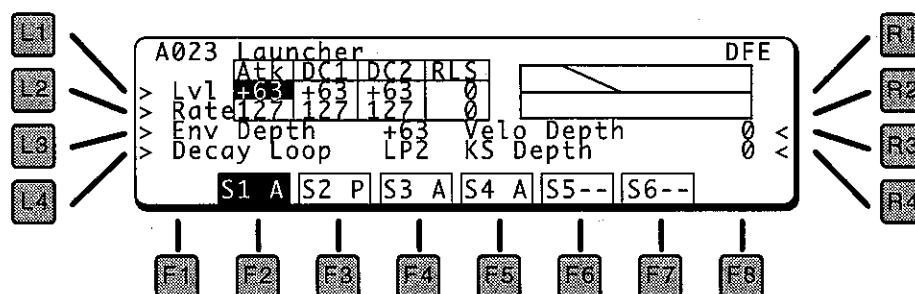 L1
L2
L3
L4
A023 Launcher DFE
Atk DC1 DC2 RLS
> Lvl +63 +63 +63 0
> Rate 127 127 127 0
> Env Depth +63 Velo Depth 0 <
> Decay Loop LP2 KS Depth 0 <
S1 A S2 P S3 A S4 A S5-- S6--
R1
R2
R3
R4
F1 F2 F3 F4 F5 F6 F7 F8